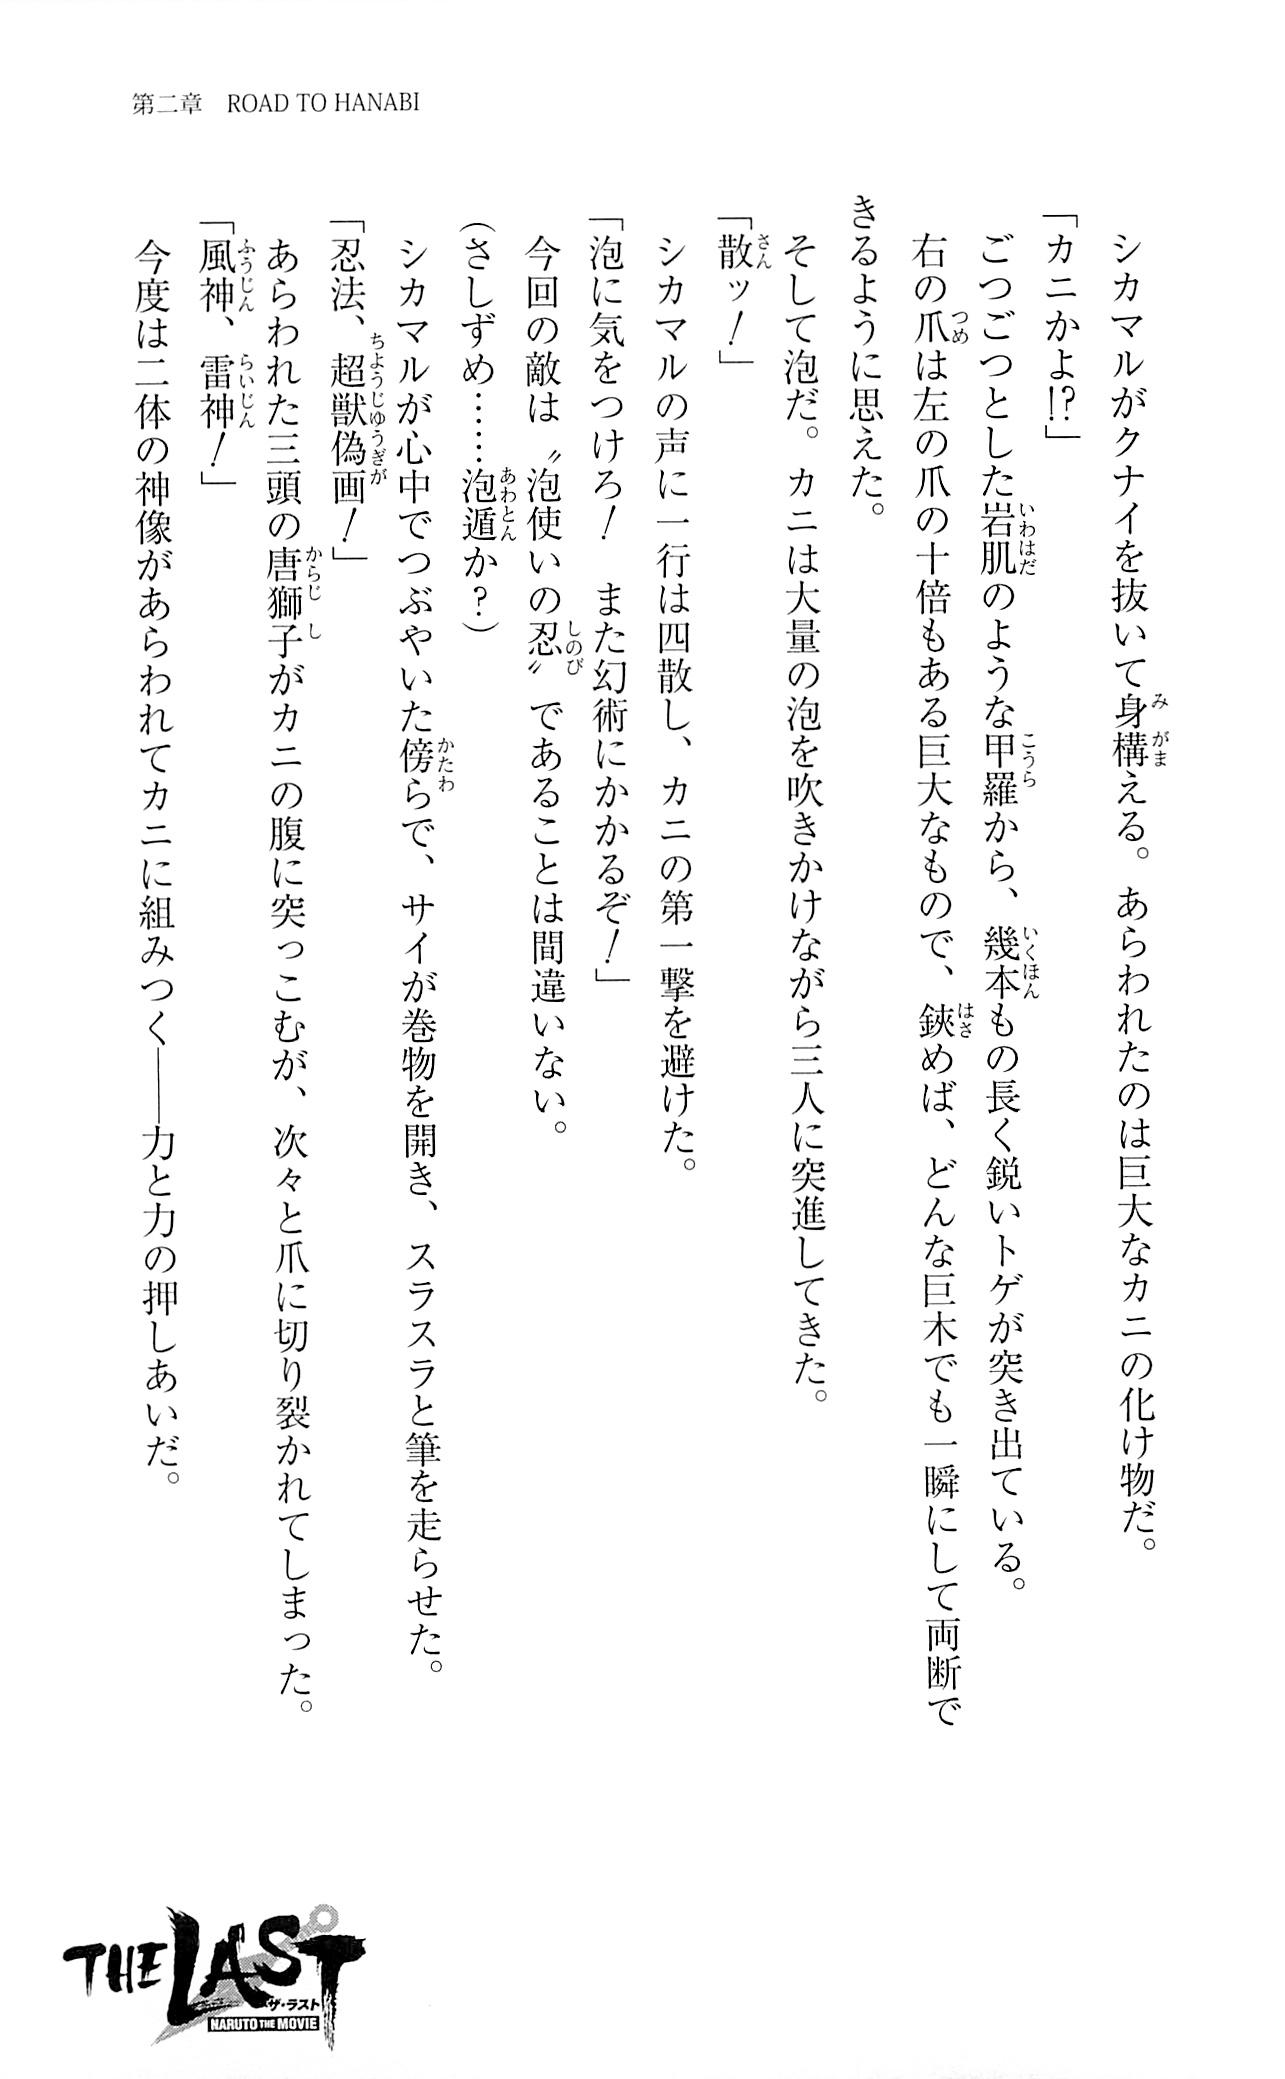 第二章　ROAD TO HANABI
シカマルがクナイを抜いて身構える。あらわれたのは巨大なカニの化け物だ。
「カニかよ!?」
ごつごつとした岩肌のような甲羅から、幾本もの長く鋭いトゲが突き出ている。
右の爪は左の爪の十倍もある巨大なもので、鋏めば、どんな巨木でも一瞬にして両断で
きるように思えた。
そして泡だ。カニは大量の泡を吹きかけながら三人に突進してきた。
「散ッ！」
シカマルの声に一行は四散し、カニの第一撃を避けた。
「泡に気をつけろ！　また幻術にかかるぞ！」
今回の敵は〝泡使いの忍〟であることは間違いない。
（さしずめ……泡遁か？）
シカマルが心中でつぶやいた傍らで、サイが巻物を開き、スラスラと筆を走らせた。
「忍法、超獣偽画！」
あらわれた三頭の唐獅子がカニの腹に突っこむが、次々と爪に切り裂かれてしまった。
「風神、雷神！」
今度は二体の神像があらわれてカニに組みつく――力と力の押しあいだ。
THE LAST
ザ・ラスト
NARUTO THE MOVIE